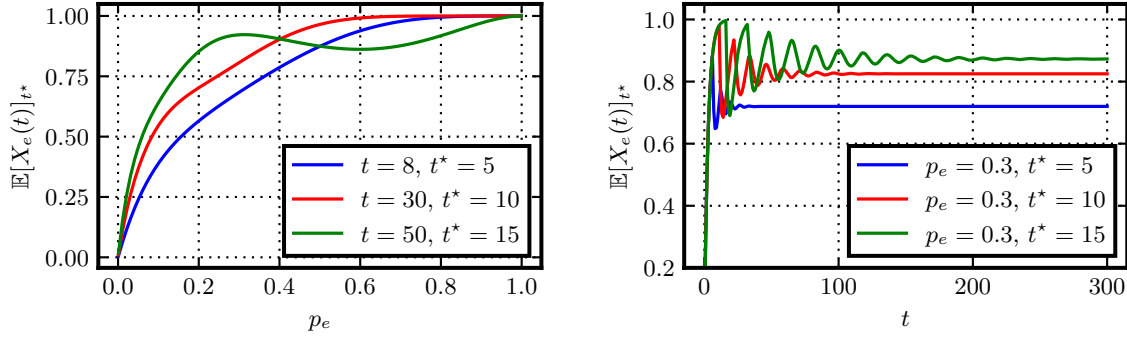 𝔼[X_e(t)]_{t⋆}
1.00
0.75
0.50
0.25
0.00
0.0 0.2 0.4 0.6 0.8 1.0
p_e
t = 8, t⋆ = 5
t = 30, t⋆ = 10
t = 50, t⋆ = 15
𝔼[X_e(t)]_{t⋆}
1.0
0.8
0.6
0.4
0.2
0 100 200 300
t
p_e = 0.3, t⋆ = 5
p_e = 0.3, t⋆ = 10
p_e = 0.3, t⋆ = 15